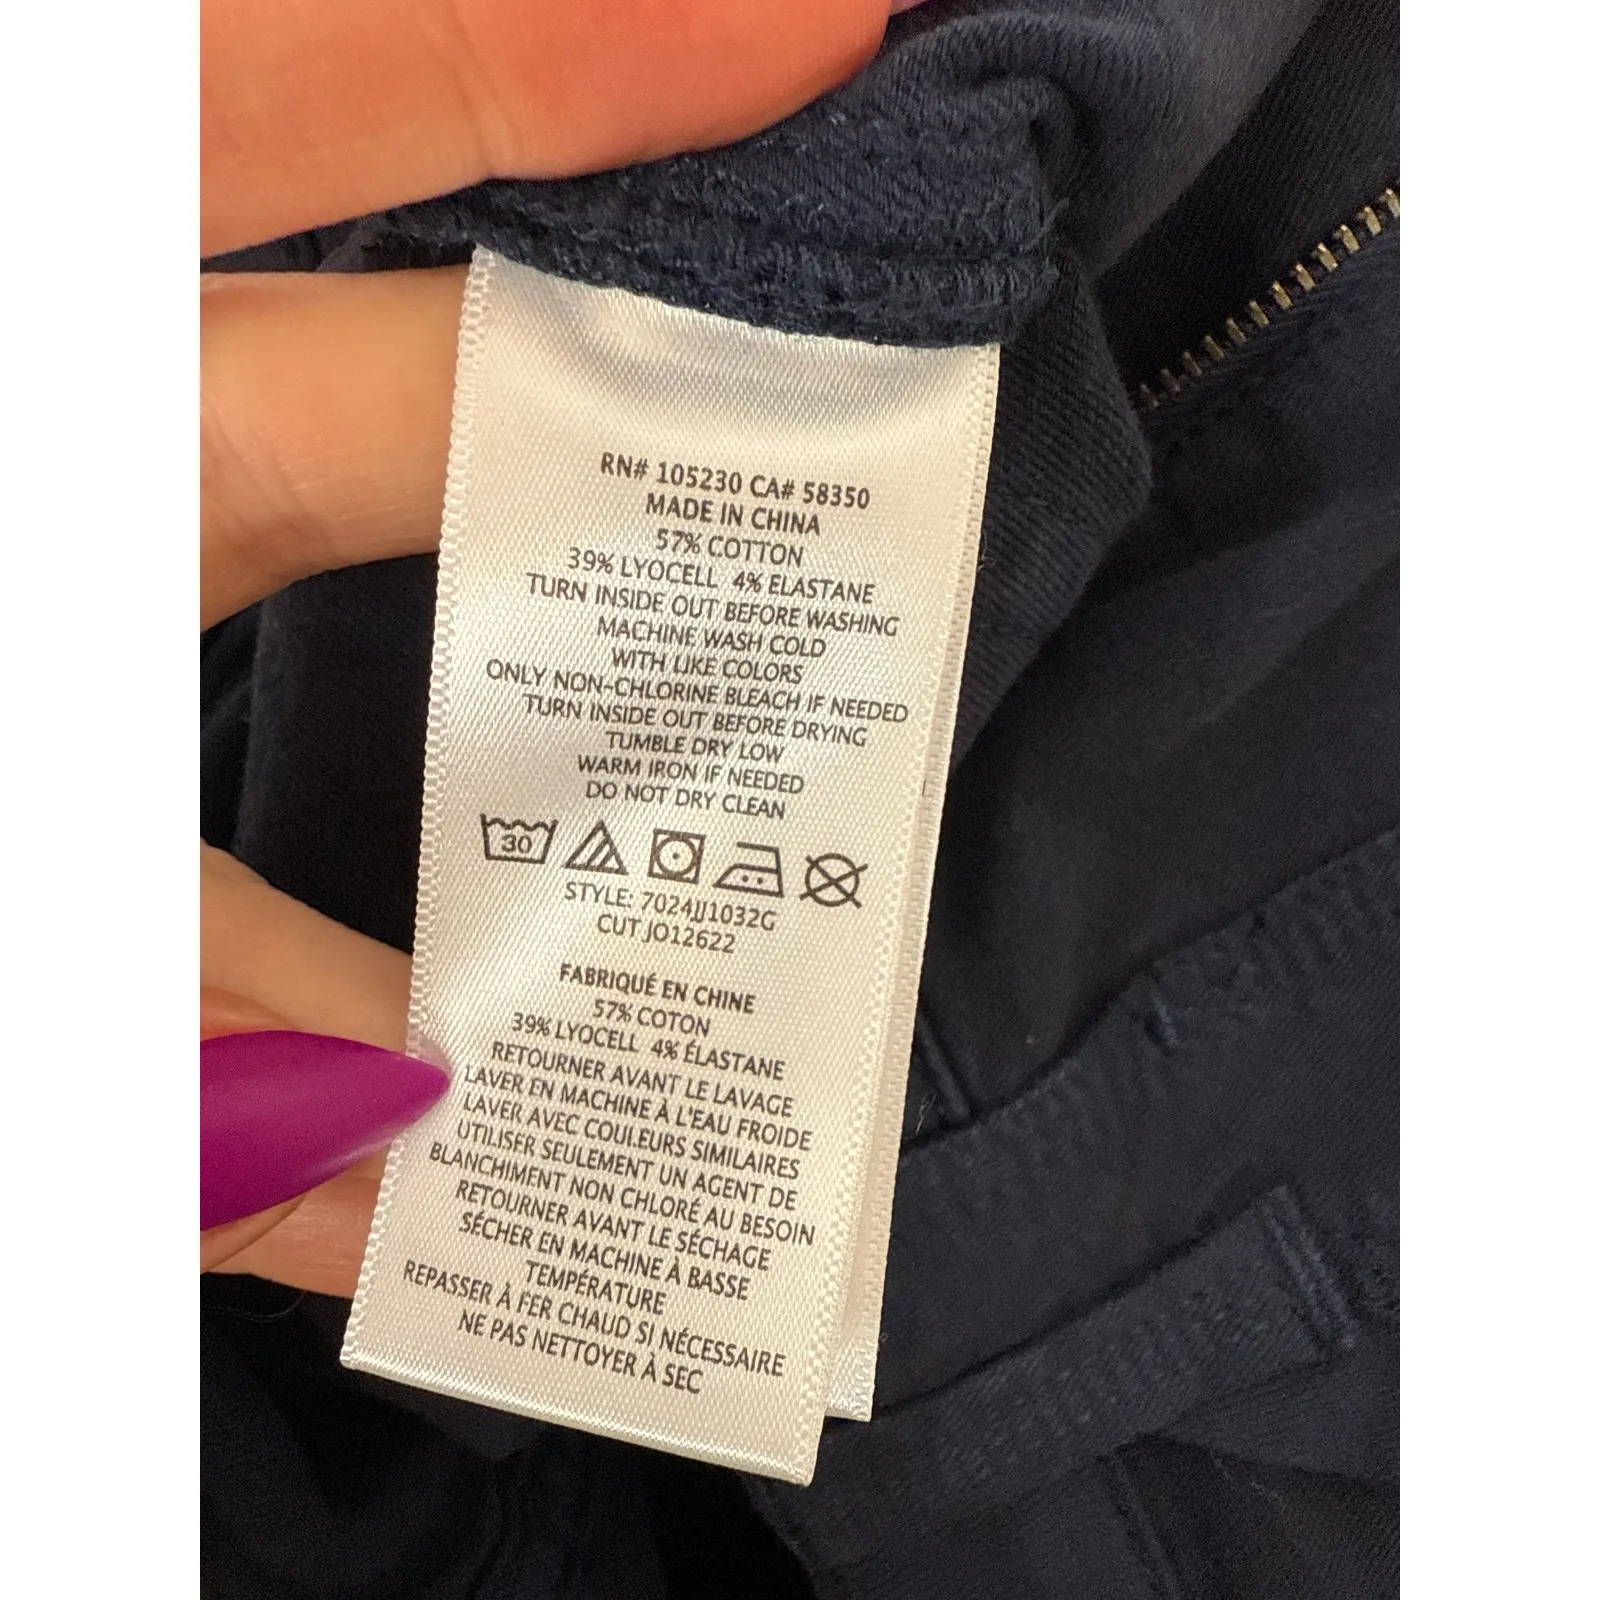 RN# 105230 CA# 58350
MADE IN CHINA
57% COTTON
39% LYOCELL 4% ELASTANE
TURN INSIDE OUT BEFORE WASHING
MACHINE WASH COLD
WITH LIKE COLORS
ONLY NON-CHLORINE BLEACH IF NEEDED
TURN INSIDE OUT BEFORE DRYING
TUMBLE DRY LOW
WARM IRON IF NEEDED
DO NOT DRY CLEAN
30
STYLE: 7024JJ1032G
CUT JO12622
FABRIQUÉ EN CHINE
57% COTON
39% LYOCELL 4% ÉLASTANE
RETOURNER AVANT LE LAVAGE
LAVER EN MACHINE À L'EAU FROIDE
LAVER AVEC COULEURS SIMILAIRES
UTILISER SEULEMENT UN AGENT DE
BLANCHIMENT NON CHLORÉ AU BESOIN
RETOURNER AVANT LE SÉCHAGE
SÉCHER EN MACHINE À BASSE
TEMPÉRATURE
REPASSER À FER CHAUD SI NÉCESSAIRE
NE PAS NETTOYER À SEC